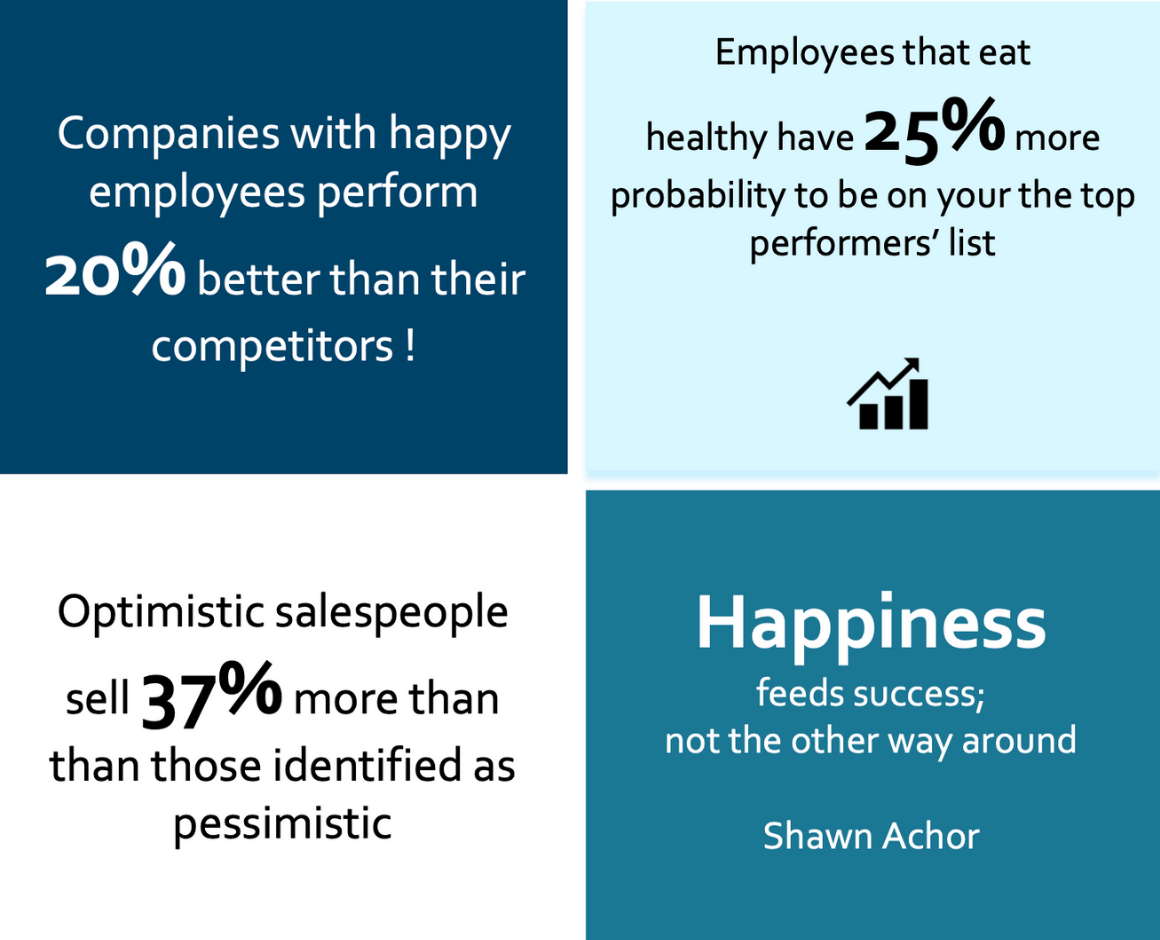 Companies with happy
employees perform
20% better than their
competitors !
Employees that eat
healthy have 25% more
probability to be on your the top
performers’ list
Optimistic salespeople
sell 37% more than
than those identified as
pessimistic
Happiness
feeds success;
not the other way around
Shawn Achor